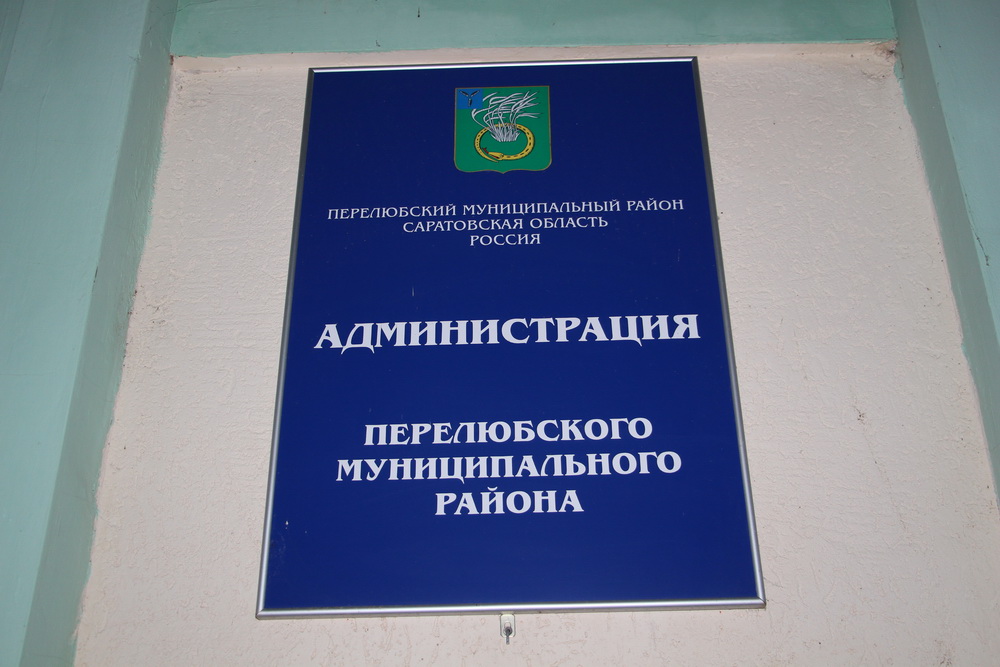 ПЕРЕЛЮБСКИЙ МУНИЦИПАЛЬНЫЙ РАЙОН
САРАТОВСКАЯ ОБЛАСТЬ
РОССИЯ
АДМИНИСТРАЦИЯ
ПЕРЕЛЮБСКОГО
МУНИЦИПАЛЬНОГО
РАЙОНА